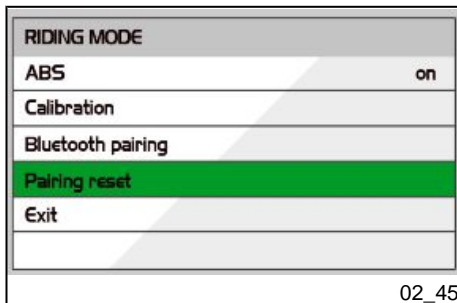 RIDING MODE
ABS on
Calibration
Bluetooth pairing
Pairing reset
Exit
02_45